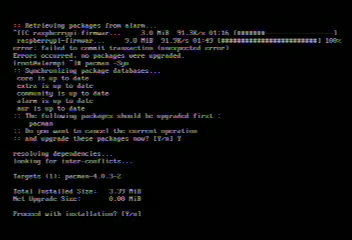 :: Retrieving packages from alarm...
^[[C raspberrypi-firmwar... 3.0 MiB 91.3K/s 01:16 [#######
raspberrypi-firmwar... 9.0 MiB 91.9K/s 01:43 [########################] 100%
error: failed to commit transaction (unexpected error)
Errors occurred, no packages were upgraded.
[root@alarmpi ~]# pacman -Syu
:: Synchronizing package databases...
core is up to date
extra is up to date
community is up to date
alarm is up to date
aur is up to date
:: The following packages should be upgraded first :
pacman
:: Do you want to cancel the current operation
:: and upgrade these packages now? [Y/n] Y
resolving dependencies...
looking for inter-conflicts...
Targets (1): pacman-4.0.3-2
Total Installed Size: 3.39 MiB
Net Upgrade Size: 0.00 MiB
Proceed with installation? [Y/n]